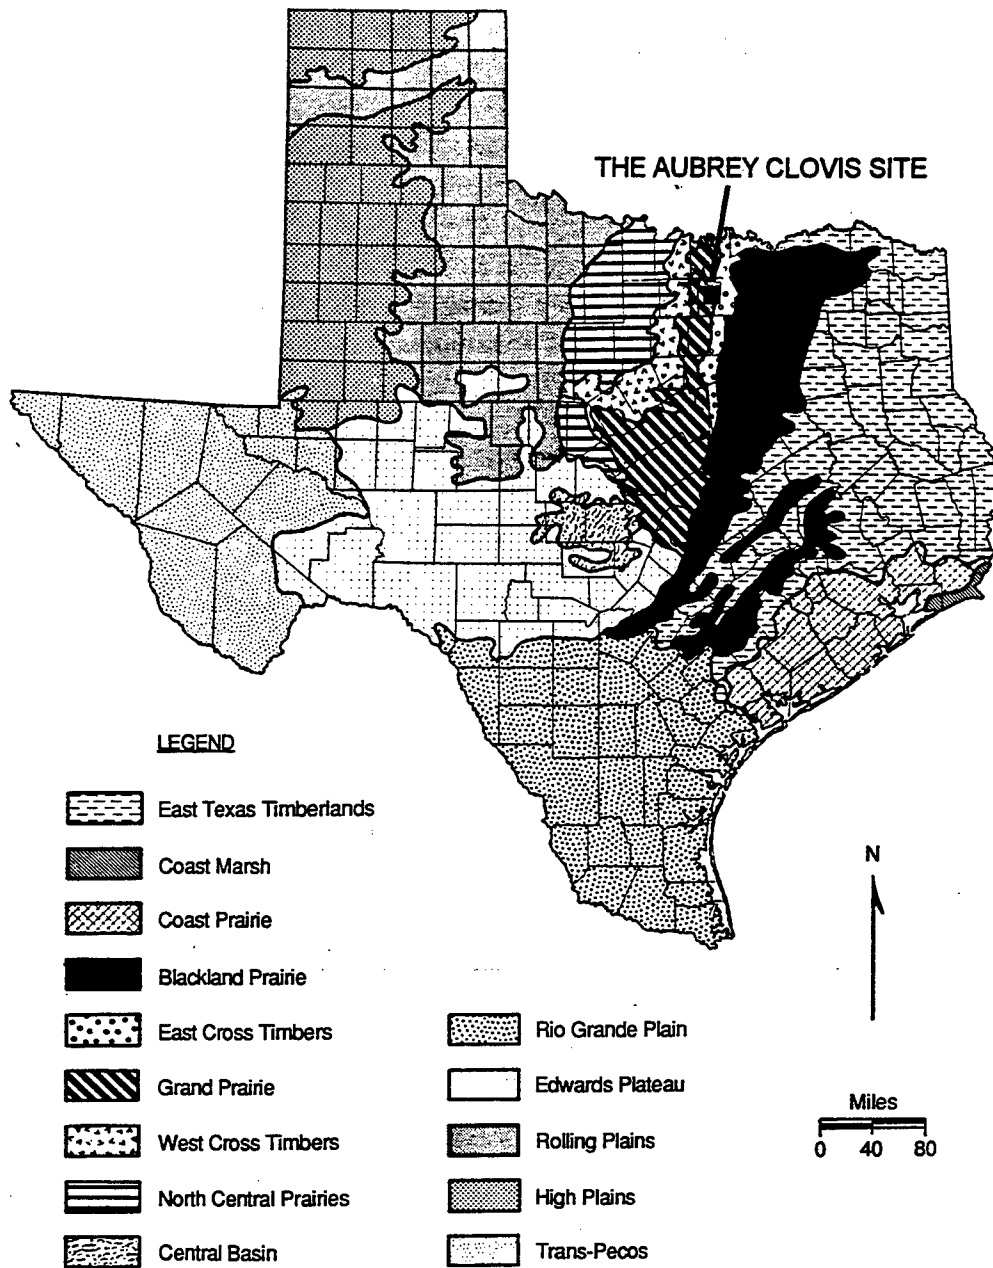 THE AUBREY CLOVIS SITE
LEGEND
East Texas Timberlands
Coast Marsh
Coast Prairie
Blackland Prairie
East Cross Timbers
Grand Prairie
West Cross Timbers
North Central Prairies
Central Basin
Rio Grande Plain
Edwards Plateau
Rolling Plains
High Plains
Trans-Pecos
N
Miles
0 40 80